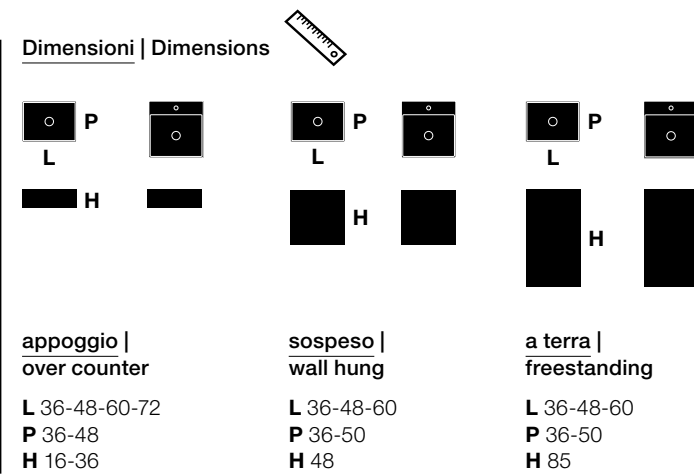 Dimensioni | Dimensions
P
L
H
P
L
H
P
L
H
appoggio |
over counter
L 36-48-60-72
P 36-48
H 16-36
sospeso |
wall hung
L 36-48-60
P 36-50
H 48
a terra |
freestanding
L 36-48-60
P 36-50
H 85